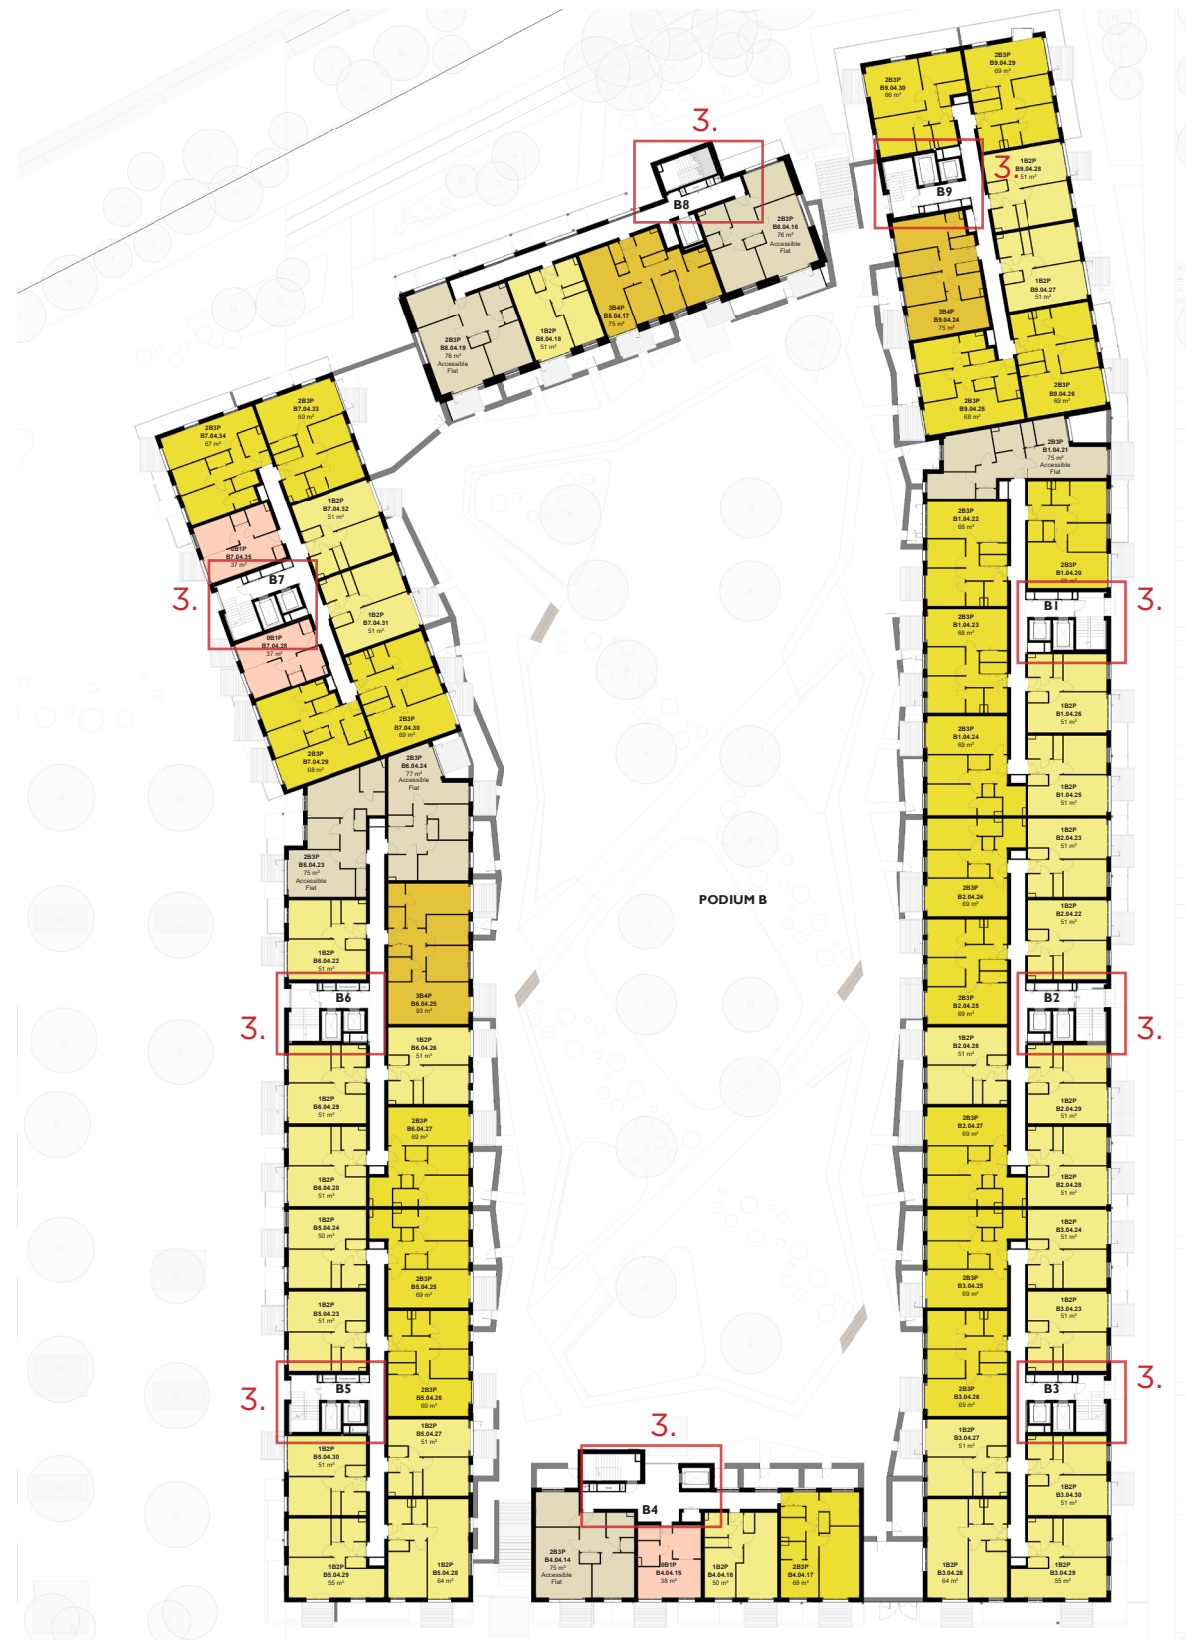 2B3P
B9.04.29
69 m²
2B3P
B9.04.30
66 m²
3.
3.
1B2P
B9.04.28
51 m²
B9
B8
2B3P
B8.04.16
76 m²
Accessible
Flat
1B2P
B9.04.27
51 m²
3B4P
B8.04.17
75 m²
3B4P
B9.04.24
75 m²
1B2P
B8.04.18
51 m²
2B3P
B8.04.19
76 m²
Accessible
Flat
2B3P
B9.04.26
69 m²
2B3P
B9.04.25
68 m²
2B3P
B7.04.33
69 m²
2B3P
B7.04.34
67 m²
2B3P
B1.04.21
75 m²
Accessible
Flat
1B2P
B7.04.32
51 m²
2B3P
B1.04.22
68 m²
0B1P
B7.04.35
37 m²
2B3P
B1.04.20
69 m²
B7
3.
B1
3.
1B2P
B7.04.31
51 m²
2B3P
B1.04.23
68 m²
0B1P
B7.04.28
37 m²
1B2P
B1.04.26
51 m²
2B3P
B7.04.30
69 m²
2B3P
B1.04.24
69 m²
2B3P
B7.04.29
68 m²
2B3P
B6.04.24
77 m²
Accessible
Flat
1B2P
B1.04.25
51 m²
1B2P
B2.04.23
51 m²
2B3P
B6.04.23
75 m²
Accessible
Flat
2B3P
B2.04.24
69 m²
PODIUM B
1B2P
B2.04.22
51 m²
1B2P
B6.04.22
51 m²
3B4P
B6.04.25
93 m²
2B3P
B2.04.25
69 m²
B6
3.
B2
3.
1B2P
B6.04.26
51 m²
1B2P
B2.04.26
51 m²
1B2P
B6.04.29
51 m²
1B2P
B2.04.29
51 m²
2B3P
B6.04.27
69 m²
2B3P
B2.04.27
69 m²
1B2P
B6.04.28
51 m²
1B2P
B2.04.28
51 m²
1B2P
B5.04.24
50 m²
1B2P
B3.04.24
51 m²
2B3P
B5.04.25
69 m²
2B3P
B3.04.25
69 m²
1B2P
B5.04.23
51 m²
1B2P
B3.04.23
51 m²
B5
3.
B3
3.
2B3P
B5.04.26
69 m²
2B3P
B3.04.26
69 m²
1B2P
B5.04.27
51 m²
3.
1B2P
B3.04.27
51 m²
1B2P
B5.04.30
51 m²
1B2P
B3.04.30
51 m²
B4
2B3P
B4.04.14
75 m²
Accessible
Flat
0B1P
B4.04.15
38 m²
1B2P
B4.04.16
50 m²
2B3P
B4.04.17
68 m²
1B2P
B5.04.29
55 m²
1B2P
B5.04.28
64 m²
1B2P
B3.04.28
64 m²
1B2P
B3.04.29
55 m²